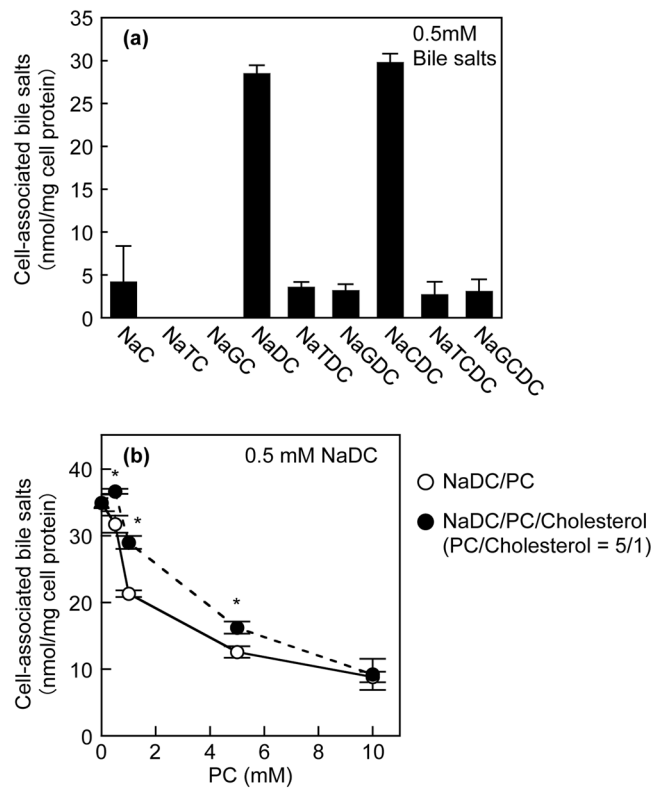 (a)
0.5mM
Bile salts
Cell-associated bile salts
(nmol/mg cell protein)
35
30
25
20
15
10
5
0
NaC
NaTC
NaGC
NaDC
NaTDC
NaGDC
NaCDC
NaTCDC
NaGCDC
(b)
0.5 mM NaDC
Cell-associated bile salts
(nmol/mg cell protein)
40
30
20
10
0
*
*
*
0
2
4
6
8
10
PC (mM)
NaDC/PC
NaDC/PC/Cholesterol
(PC/Cholesterol = 5/1)